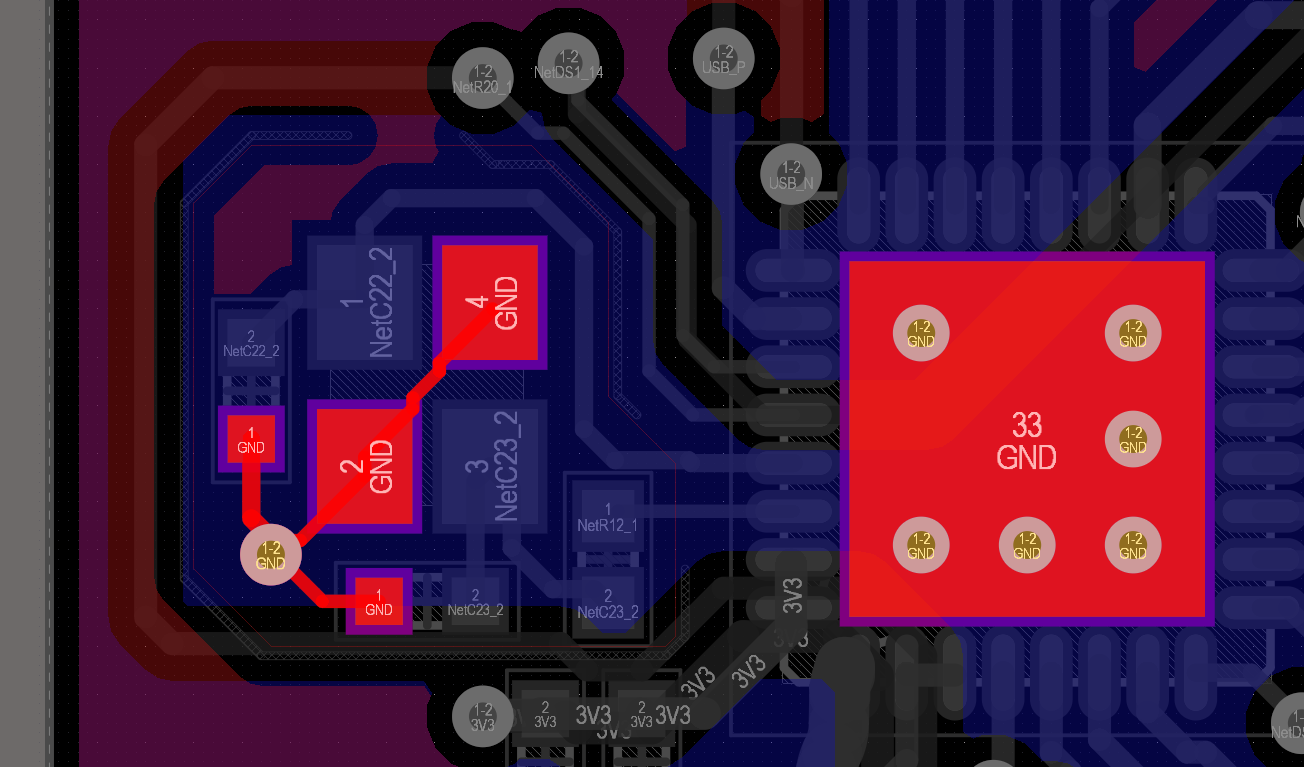 1-2
NetR20_1
1-2
NetDS1_14
1-2
USB_P
1-2
USB_N
1
NetC22_2
4
GND
2
NetC22_2
1
GND
2
GND
3
NetC23_2
1
NetR12_1
2
NetC23_2
1-2
GND
1
GND
2
NetC23_2
1-2
GND
1-2
GND
1-2
GND
33
GND
1-2
GND
1-2
GND
1-2
GND
3V3
3V3
3V3
3V3
1-2
3V3
2
3V3
3V3
3V3
2
3V3
3V3